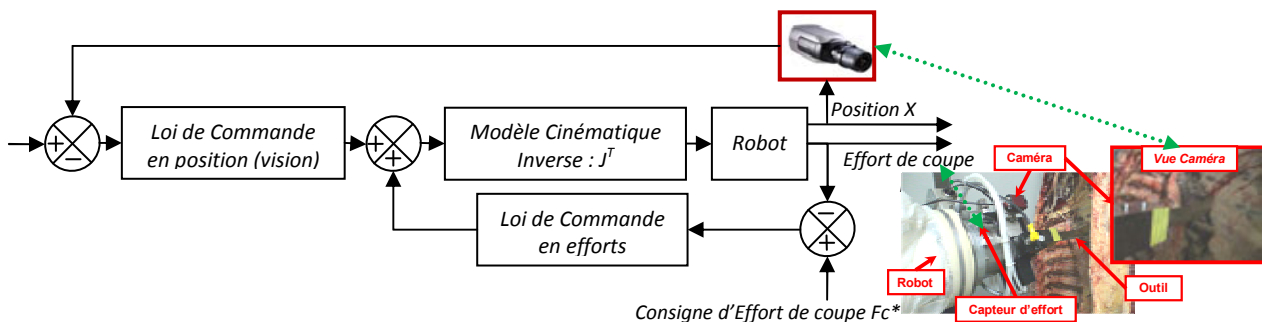 Loi de Commande
en position (vision)
Modèle Cinématique
Inverse : J^T
Robot
Position X
Effort de coupe
Loi de Commande
en efforts
Consigne d'Effort de coupe Fc*
Caméra
Vue Caméra
Robot
Capteur d'effort
Outil